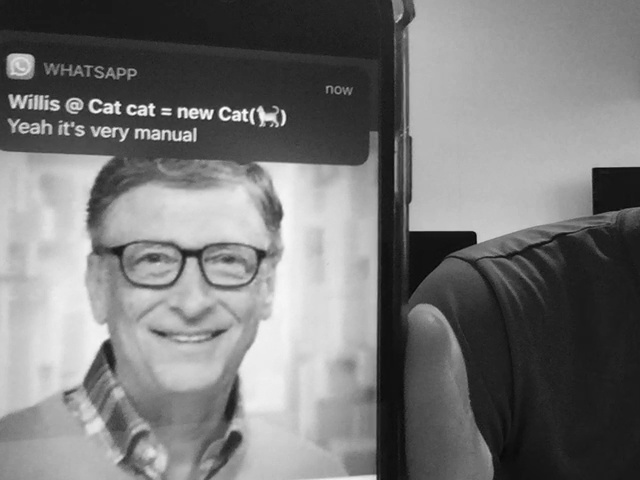 WHATSAPP
now
Willis @ Cat cat = new Cat(🐈)
Yeah it's very manual